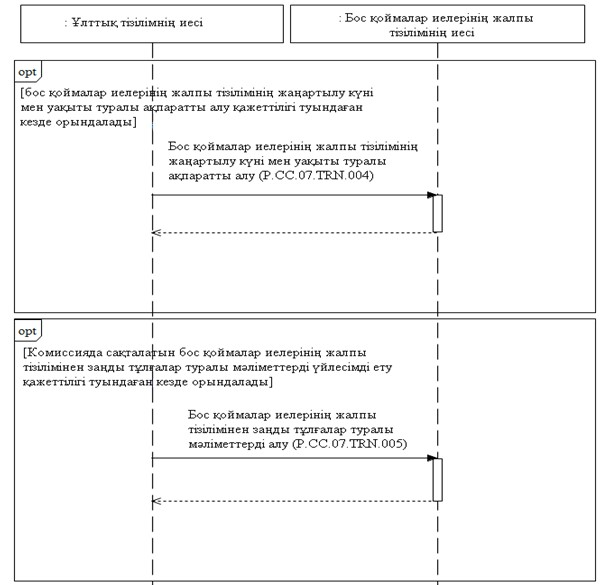 : Ұлттық тізілімнің иесі
: Бос қоймалар иелерінің жалпы
тізілімінің иесі
opt
[бос қоймалар иелерінің жалпы тізілімінің жаңартылу күні
мен уақыты туралы ақпаратты алу қажеттілігі туындаған
кезде орындалады]
Бос қоймалар иелерінің жалпы тізілімінің
жаңартылу күні мен уақыты туралы
ақпаратты алу (P.CC.07.TRN.004)
opt
[Комиссияда сақталатын бос қоймалар иелерінің жалпы
тізілімінен заңды тұлғалар туралы мәліметтерді үйлесімді ету
қажеттілігі туындаған кезде орындалады]
Бос қоймалар иелерінің жалпы
тізілімінен заңды тұлғалар туралы
мәліметтерді алу (P.CC.07.TRN.005)